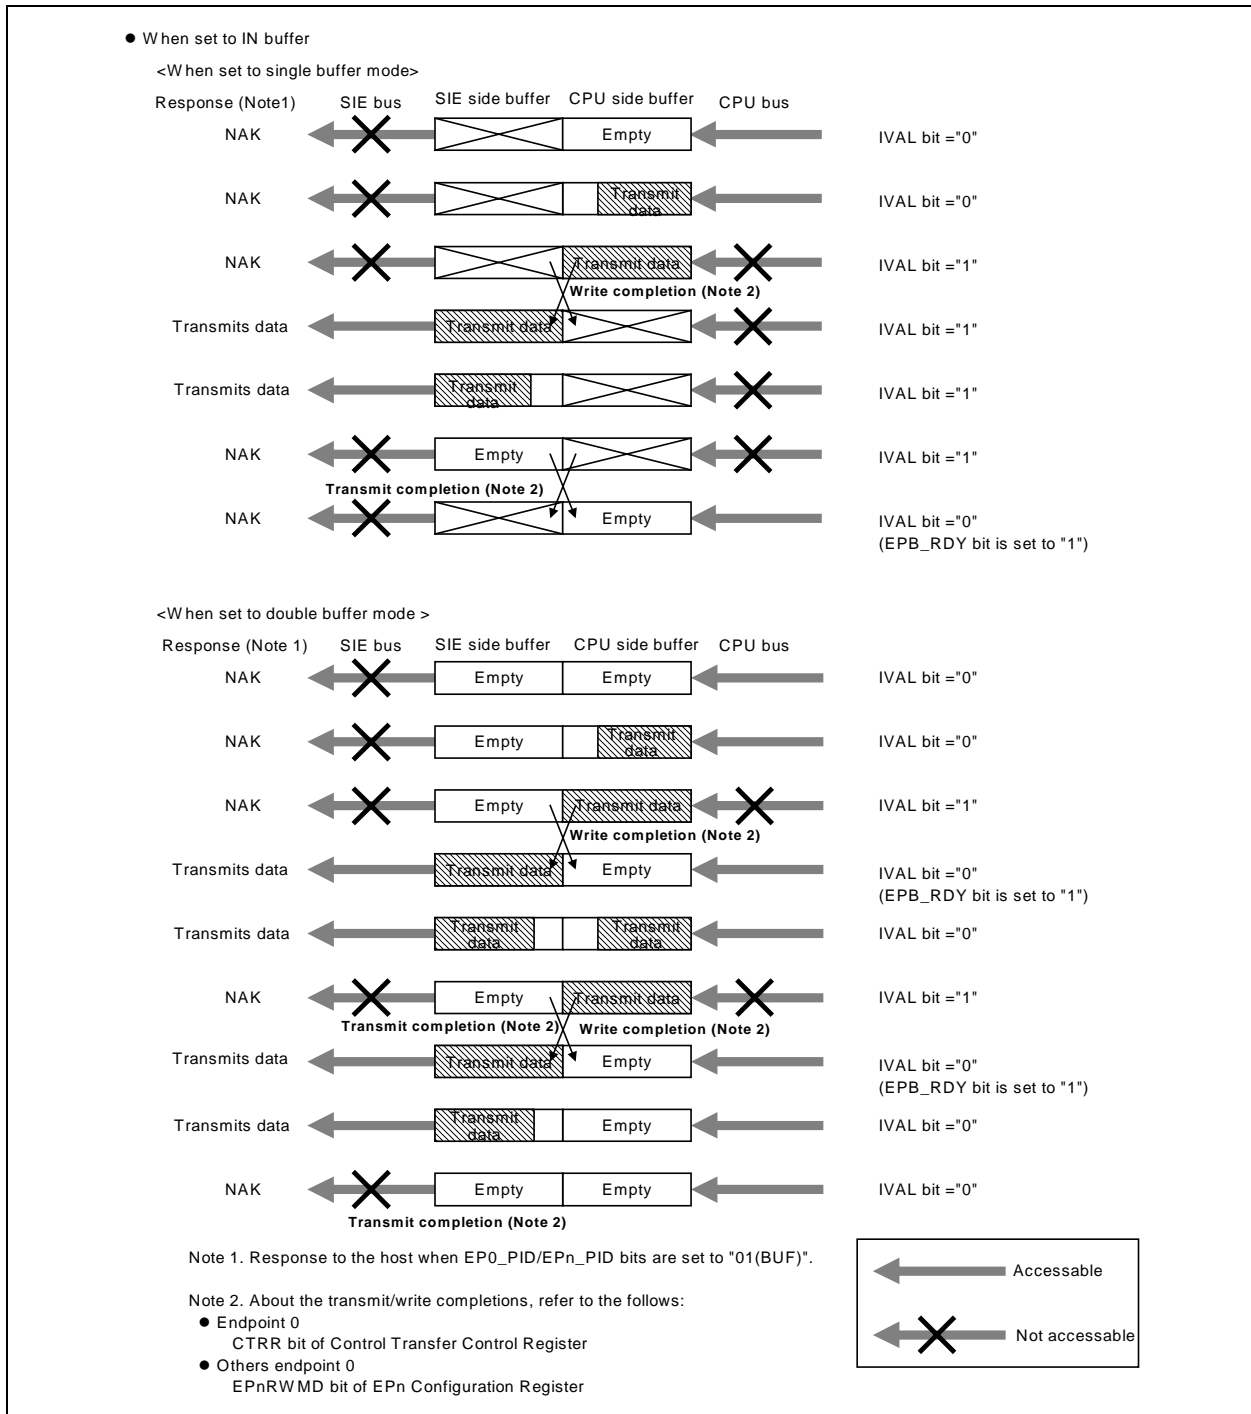 ● When set to IN buffer
<When set to single buffer mode>
Response (Note1) SIE bus SIE side buffer CPU side buffer CPU bus
NAK Empty IVAL bit ="0"
NAK Transmit data IVAL bit ="0"
NAK Transmit data IVAL bit ="1"
Write completion (Note 2)
Transmits data Transmit data IVAL bit ="1"
Transmits data Transmit data IVAL bit ="1"
NAK Empty IVAL bit ="1"
Transmit completion (Note 2)
NAK Empty IVAL bit ="0"
(EPB_RDY bit is set to "1")
<When set to double buffer mode >
Response (Note 1) SIE bus SIE side buffer CPU side buffer CPU bus
NAK Empty Empty IVAL bit ="0"
NAK Empty Transmit data IVAL bit ="0"
NAK Empty Transmit data IVAL bit ="1"
Write completion (Note 2)
Transmits data Transmit data Empty IVAL bit ="0"
(EPB_RDY bit is set to "1")
Transmits data Transmit data Transmit data IVAL bit ="0"
NAK Empty Transmit data IVAL bit ="1"
Transmit completion (Note 2) Write completion (Note 2)
Transmits data Transmit data Empty IVAL bit ="0"
(EPB_RDY bit is set to "1")
Transmits data Transmit data Empty IVAL bit ="0"
NAK Empty Empty IVAL bit ="0"
Transmit completion (Note 2)
Note 1. Response to the host when EP0_PID/EPn_PID bits are set to "01(BUF)".
Note 2. About the transmit/write completions, refer to the follows:
● Endpoint 0
CTRR bit of Control Transfer Control Register
● Others endpoint 0
EPnRWMD bit of EPn Configuration Register
Accessable
Not accessable